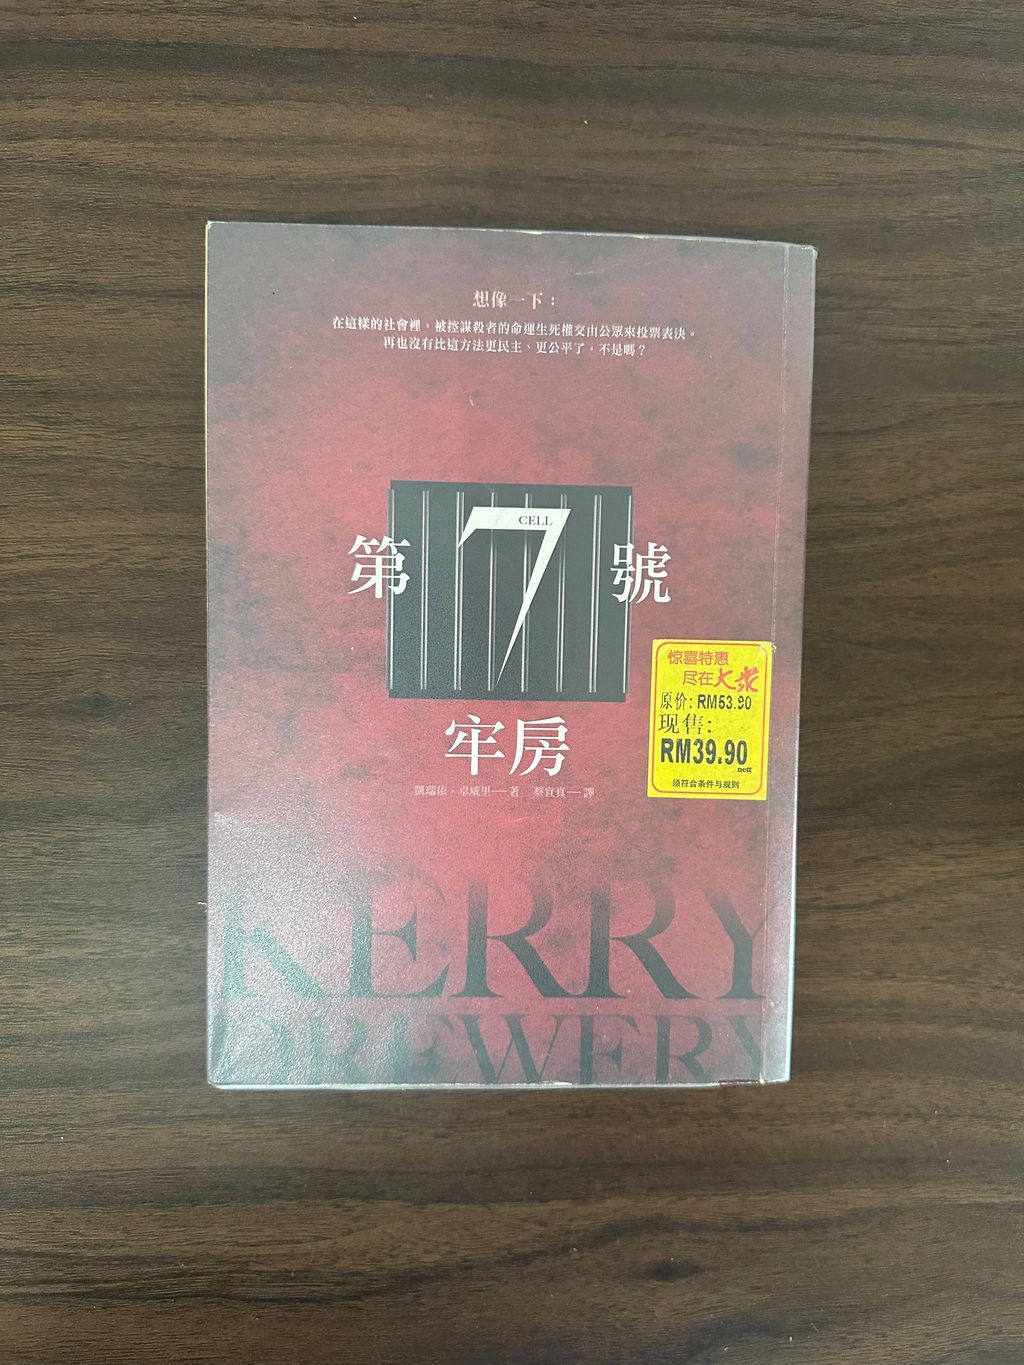 想像一下：
在這樣的社會裡，被控謀殺者的命運生死權交由公眾來投票表決。
再也沒有比這方法更民主、更公平了，不是嗎？
CELL
第7號
牢房
凱瑞依・卓威里──著 蔡宜真──譯
惊喜特惠
尽在大众
原价: RM53.90
现售:
RM39.90
nett
须符合条件与规则
KERRY
DREWERY